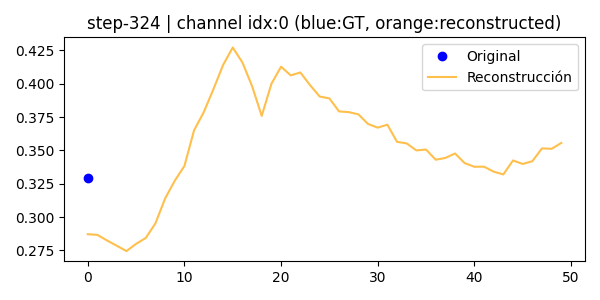 step-324 | channel idx:0 (blue:GT, orange:reconstructed)
Original
Reconstrucción
0.425
0.400
0.375
0.350
0.325
0.300
0.275
0 10 20 30 40 50